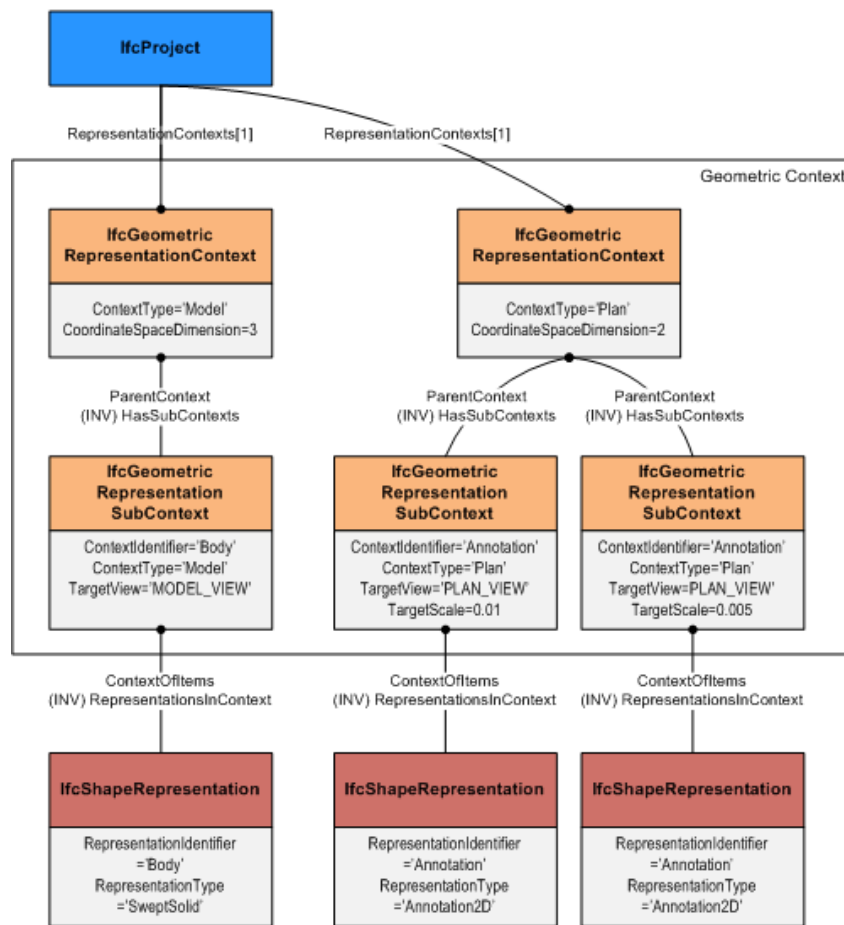 IfcProject
RepresentationContexts[1]
RepresentationContexts[1]
Geometric Context
IfcGeometric
RepresentationContext
ContextType='Model'
CoordinateSpaceDimension=3
IfcGeometric
RepresentationContext
ContextType='Plan'
CoordinateSpaceDimension=2
ParentContext
(INV) HasSubContexts
ParentContext
(INV) HasSubContexts
ParentContext
(INV) HasSubContexts
IfcGeometric
Representation
SubContext
ContextIdentifier='Body'
ContextType='Model'
TargetView='MODEL_VIEW'
IfcGeometric
Representation
SubContext
ContextIdentifier='Annotation'
ContextType='Plan'
TargetView='PLAN_VIEW'
TargetScale=0.01
IfcGeometric
Representation
SubContext
ContextIdentifier='Annotation'
ContextType='Plan'
TargetView=PLAN_VIEW'
TargetScale=0.005
ContextOfItems
(INV) RepresentationsInContext
ContextOfItems
(INV) RepresentationsInContext
ContextOfItems
(INV) RepresentationsInContext
IfcShapeRepresentation
RepresentationIdentifier
='Body'
RepresentationType
='SweptSolid'
IfcShapeRepresentation
RepresentationIdentifier
='Annotation'
RepresentationType
='Annotation2D'
IfcShapeRepresentation
RepresentationIdentifier
='Annotation'
RepresentationType
='Annotation2D'